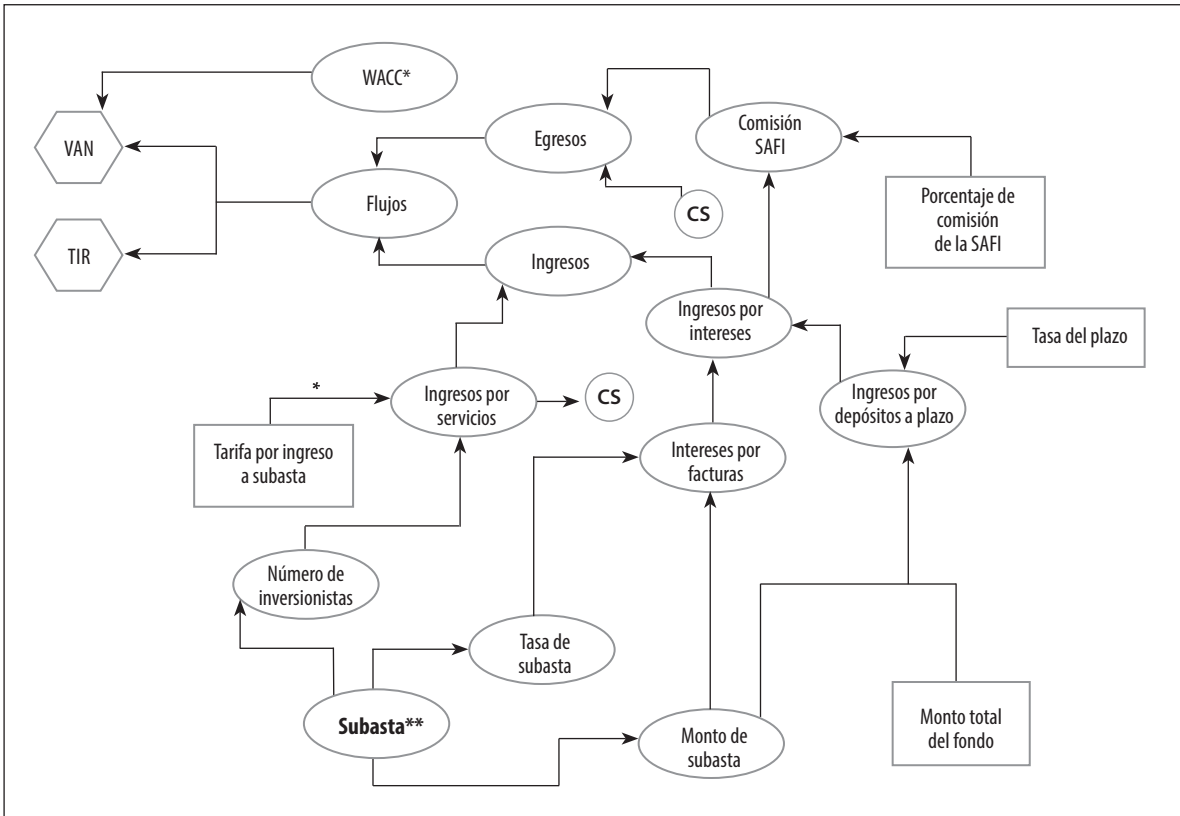 WACC*
VAN
Egresos
Comisión
SAFI
Flujos
CS
Porcentaje de
comisión
de la SAFI
TIR
Ingresos
Ingresos por
intereses
Tasa del plazo
*
Ingresos por
servicios
CS
Ingresos por
depósitos a plazo
Tarifa por ingreso
a subasta
Intereses por
facturas
Número de
inversionistas
Tasa de
subasta
Subasta**
Monto de
subasta
Monto total
del fondo